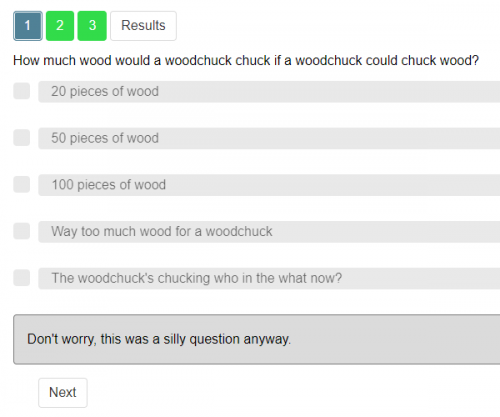 1 2 3 Results
How much wood would a woodchuck chuck if a woodchuck could chuck wood?
20 pieces of wood
50 pieces of wood
100 pieces of wood
Way too much wood for a woodchuck
The woodchuck's chucking who in the what now?
Don't worry, this was a silly question anyway.
Next